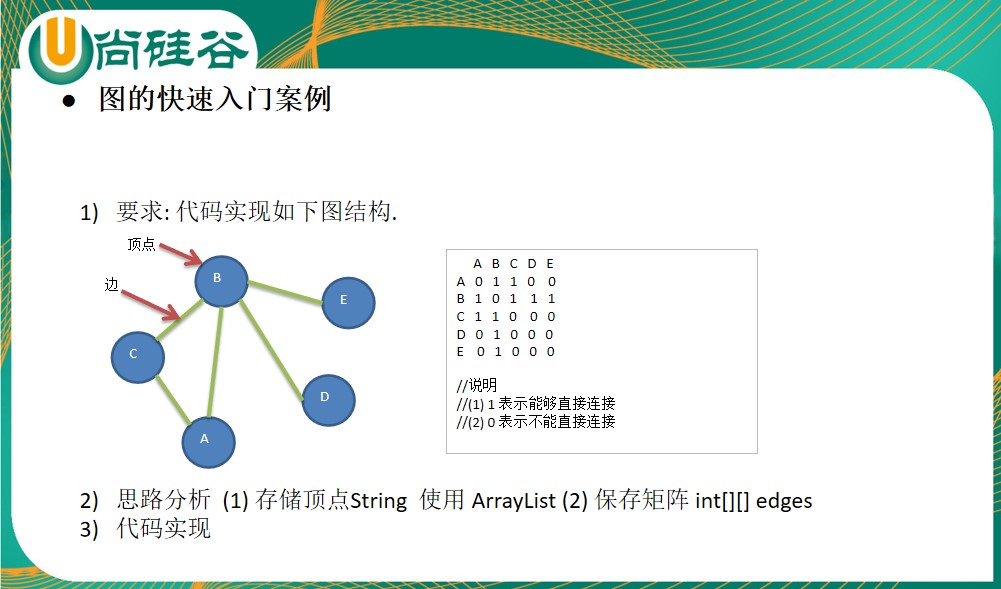 尚硅谷
● 图的快速入门案例
1) 要求: 代码实现如下图结构.
顶点
边
B
E
C
D
A
A B C D E
A 0 1 1 0 0
B 1 0 1 1 1
C 1 1 0 0 0
D 0 1 0 0 0
E 0 1 0 0 0
//说明
//(1) 1 表示能够直接连接
//(2) 0 表示不能直接连接
2) 思路分析 (1) 存储顶点String 使用 ArrayList (2) 保存矩阵 int[][] edges
3) 代码实现